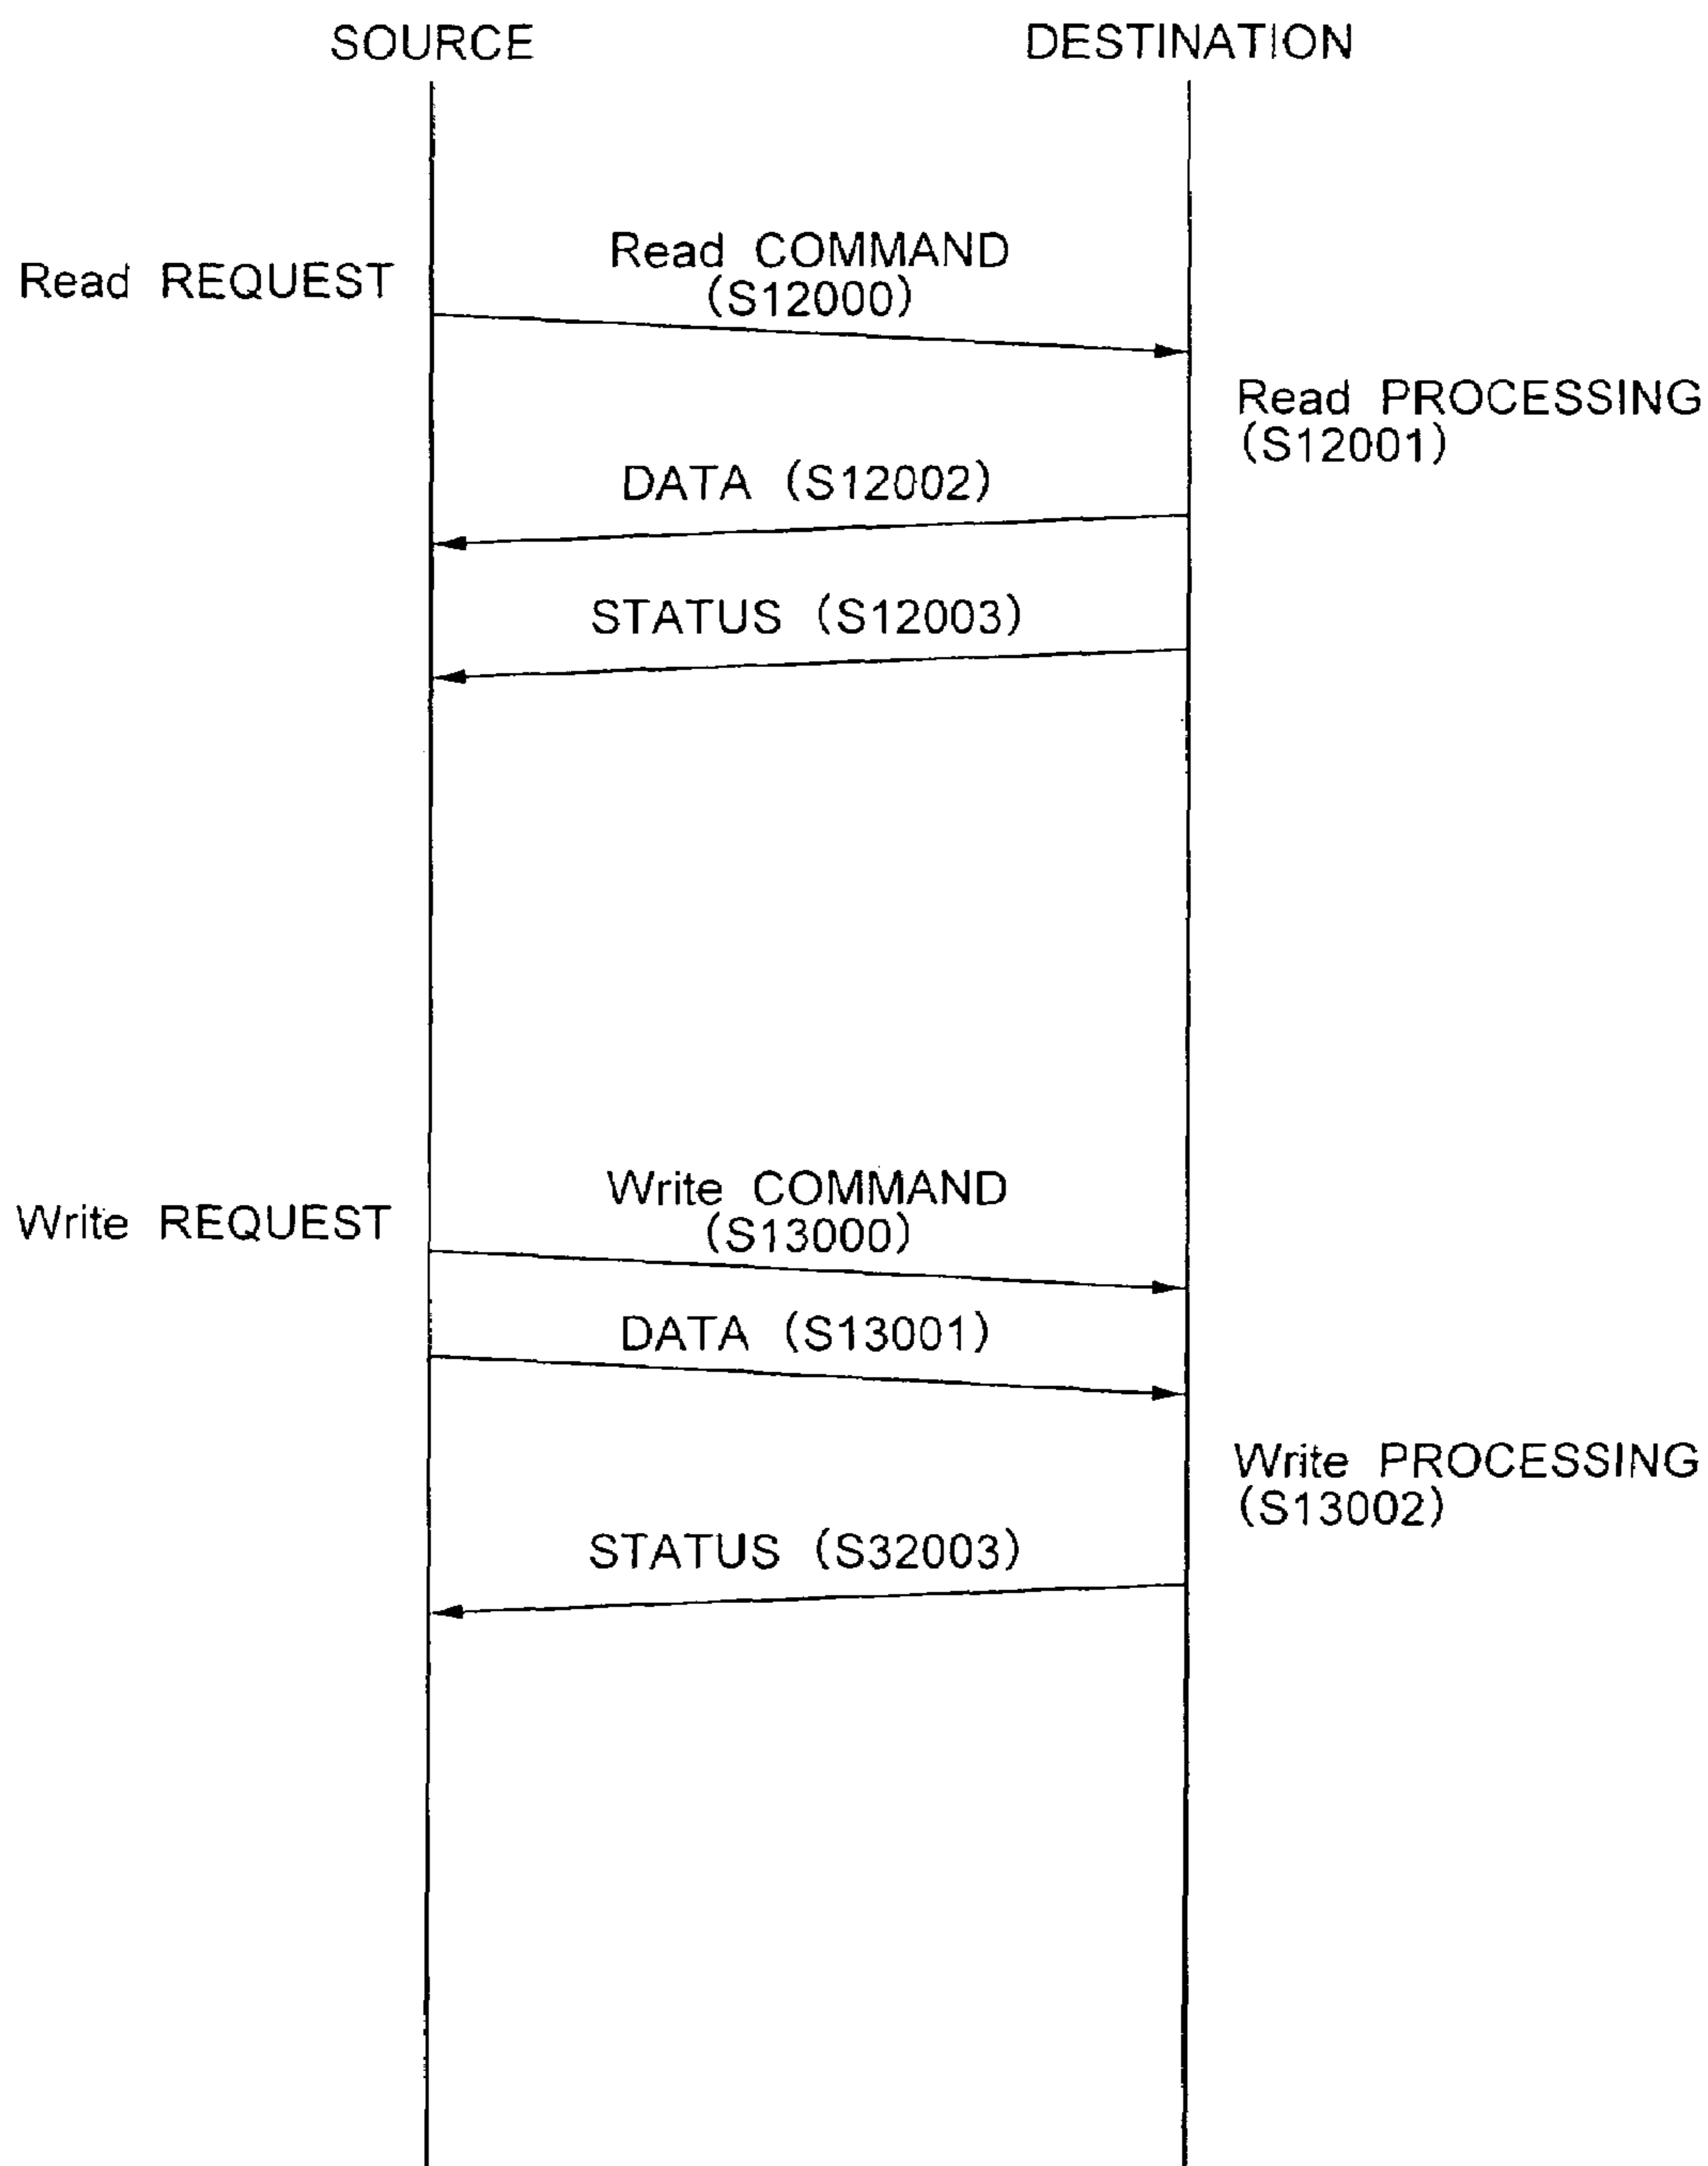 SOURCE
DESTINATION
Read REQUEST
Read COMMAND
(S12000)
Read PROCESSING
(S12001)
DATA (S12002)
STATUS (S12003)
Write REQUEST
Write COMMAND
(S13000)
DATA (S13001)
Write PROCESSING
(S13002)
STATUS (S32003)